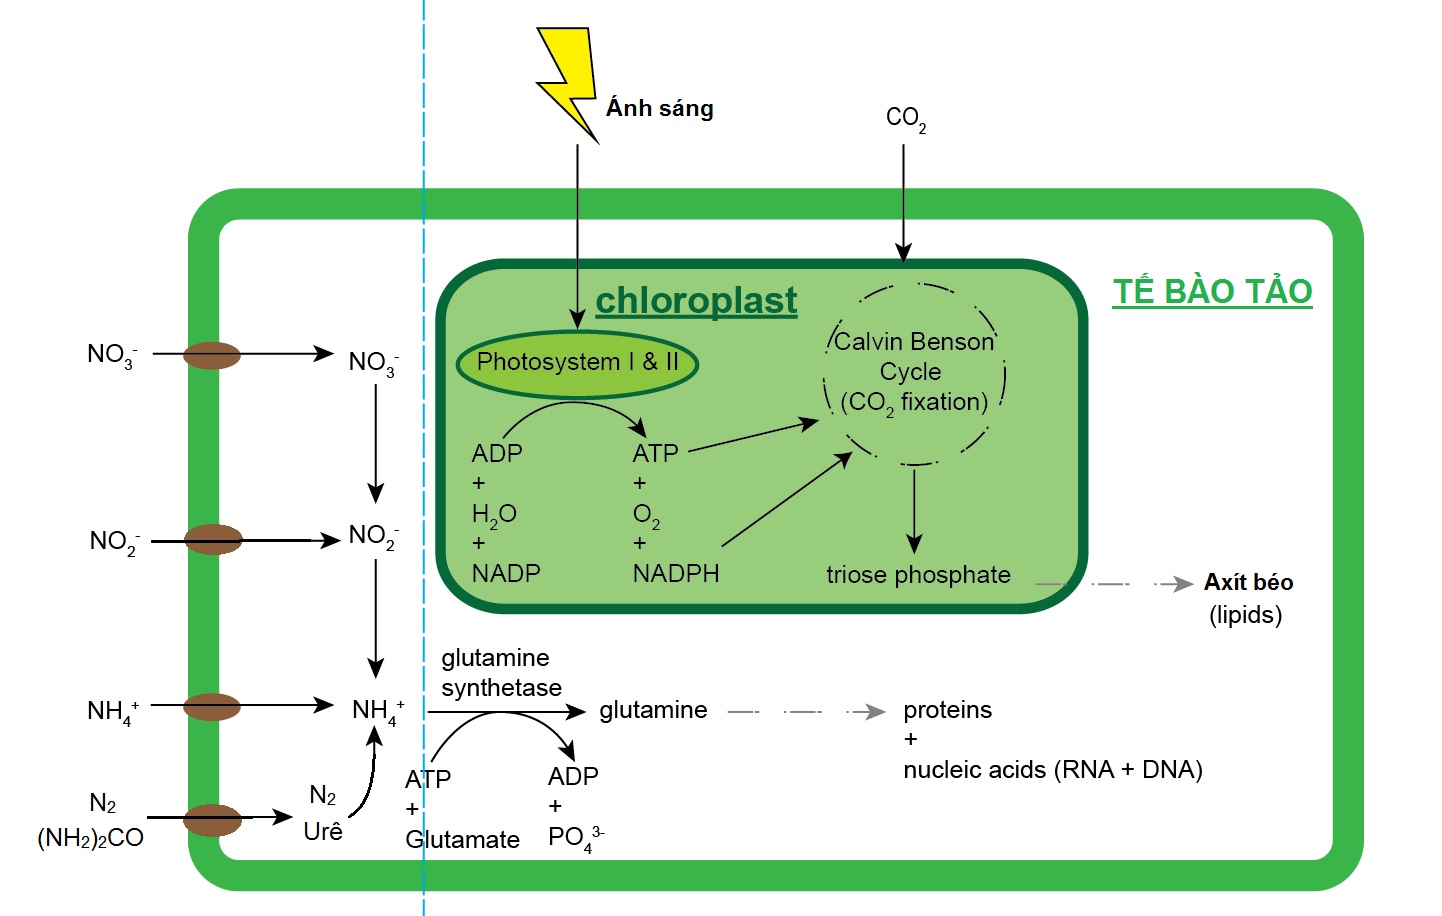 Ánh sáng
CO₂
TẾ BÀO TẢO
chloroplast
Photosystem I & II
Calvin Benson
Cycle
(CO₂ fixation)
ADP
+
H₂O
+
NADP
ATP
+
O₂
+
NADPH
triose phosphate
Axít béo
(lipids)
NO₃⁻
NO₃⁻
NO₂⁻
NO₂⁻
NH₄⁺
NH₄⁺
glutamine
synthetase
glutamine
proteins
+
nucleic acids (RNA + DNA)
N₂
(NH₂)₂CO
N₂
Urê
ATP
+
Glutamate
ADP
+
PO₄³⁻